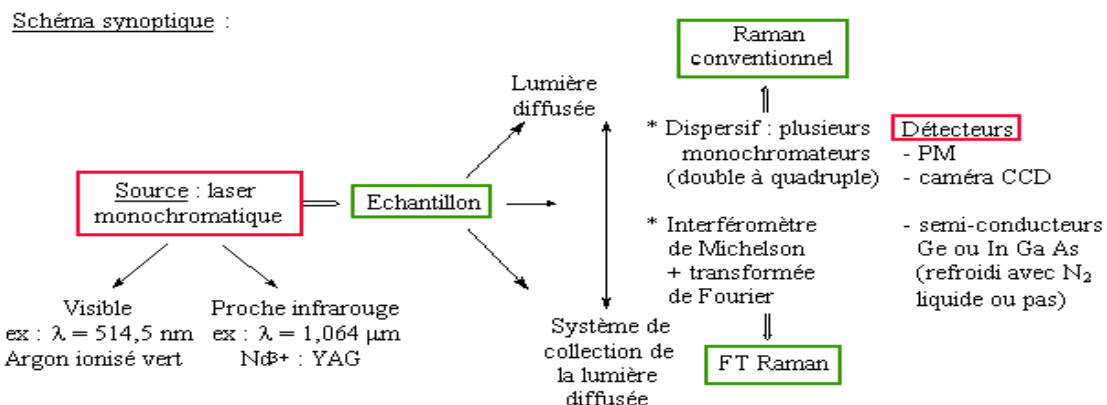 Schéma synoptique :
Raman
conventionnel
Lumière
diffusée
* Dispersif : plusieurs
monochromateurs
(double à quadruple)
Détecteurs
- PM
- caméra CCD
Source : laser
monochromatique
Echantillon
* Interféromètre
de Michelson
+ transformée
de Fourier
- semi-conducteurs
Ge ou In Ga As
(refroidi avec N₂
liquide ou pas)
Visible
ex : λ = 514,5 nm
Argon ionisé vert
Proche infrarouge
ex : λ = 1,064 µm
Nd³⁺ : YAG
Système de
collection de
la lumière
diffusée
FT Raman